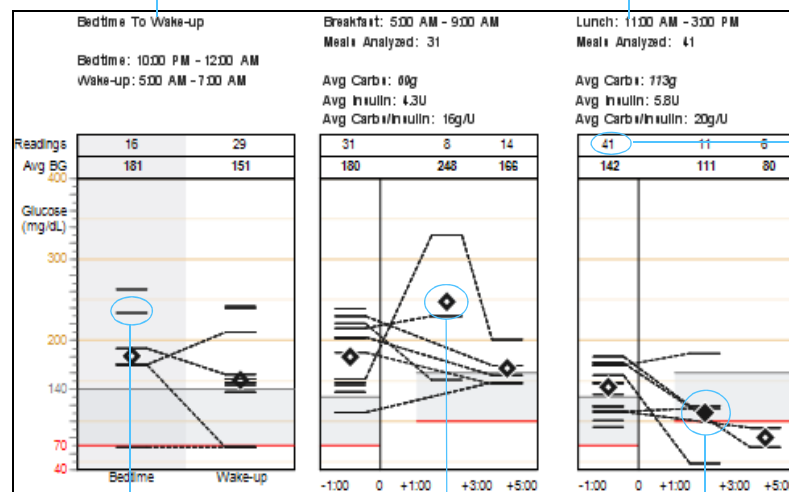 Bedtime To Wake-up
Bedtime: 10:00 PM - 12:00 AM
Wake-up: 5:00 AM - 7:00 AM
Breakfast: 5:00 AM - 9:00 AM
Meals Analyzed: 31
Avg Carbs: 69g
Avg Insulin: 4.3U
Avg Carbs/Insulin: 16g/U
Lunch: 11:00 AM - 3:00 PM
Meals Analyzed: 41
Avg Carbs: 113g
Avg Insulin: 5.8U
Avg Carbs/Insulin: 20g/U
Readings 16 29 31 8 14 41 11
Avg BG 181 151 180 248 166 142 111 80
400
Glucose
(mg/dL)
300
200
140
70
40
Bedtime Wake-up
-1:00 0 +1:00 +3:00 +5:00 -1:00 0 +1:00 +3:00 +5:0